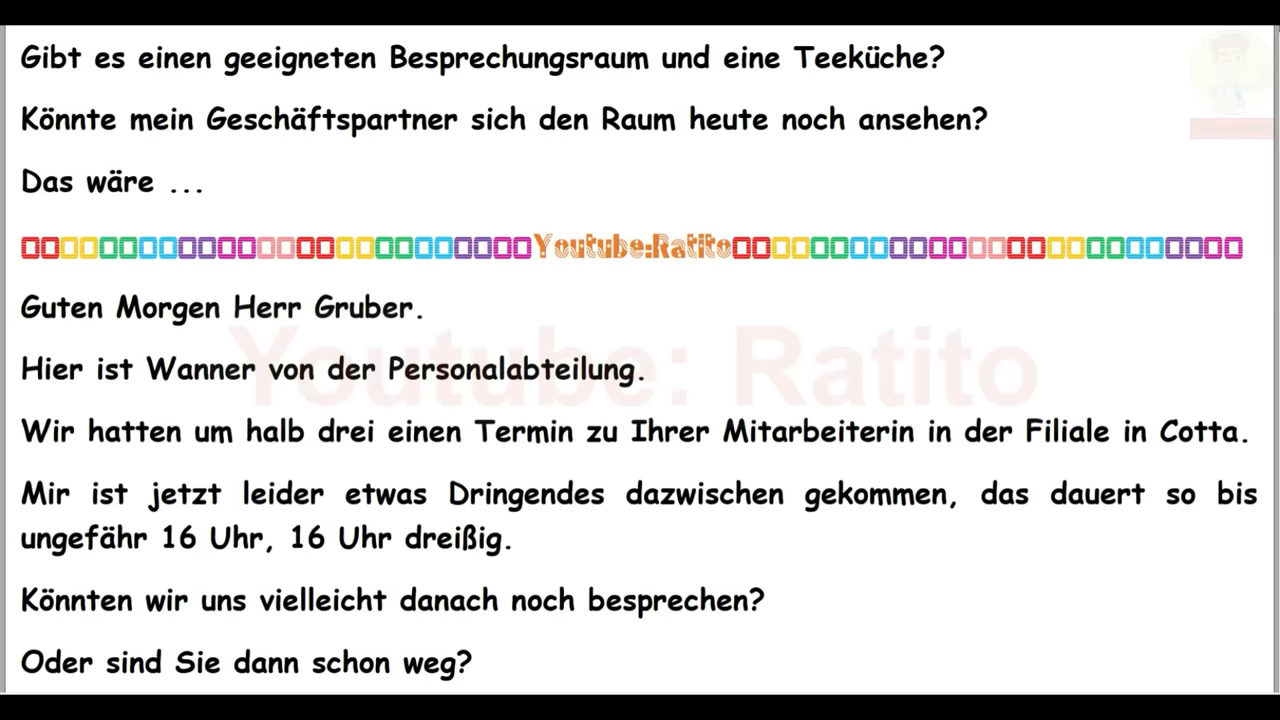 Gibt es einen geeigneten Besprechungsraum und eine Teeküche?
Könnte mein Geschäftspartner sich den Raum heute noch ansehen?
Das wäre ...
Youtube:Ratito
Guten Morgen Herr Gruber.
Hier ist Wanner von der Personalabteilung.
Youtube: Ratito
Wir hatten um halb drei einen Termin zu Ihrer Mitarbeiterin in der Filiale in Cotta.
Mir ist jetzt leider etwas Dringendes dazwischen gekommen, das dauert so bis
ungefähr 16 Uhr, 16 Uhr dreißig.
Könnten wir uns vielleicht danach noch besprechen?
Oder sind Sie dann schon weg?